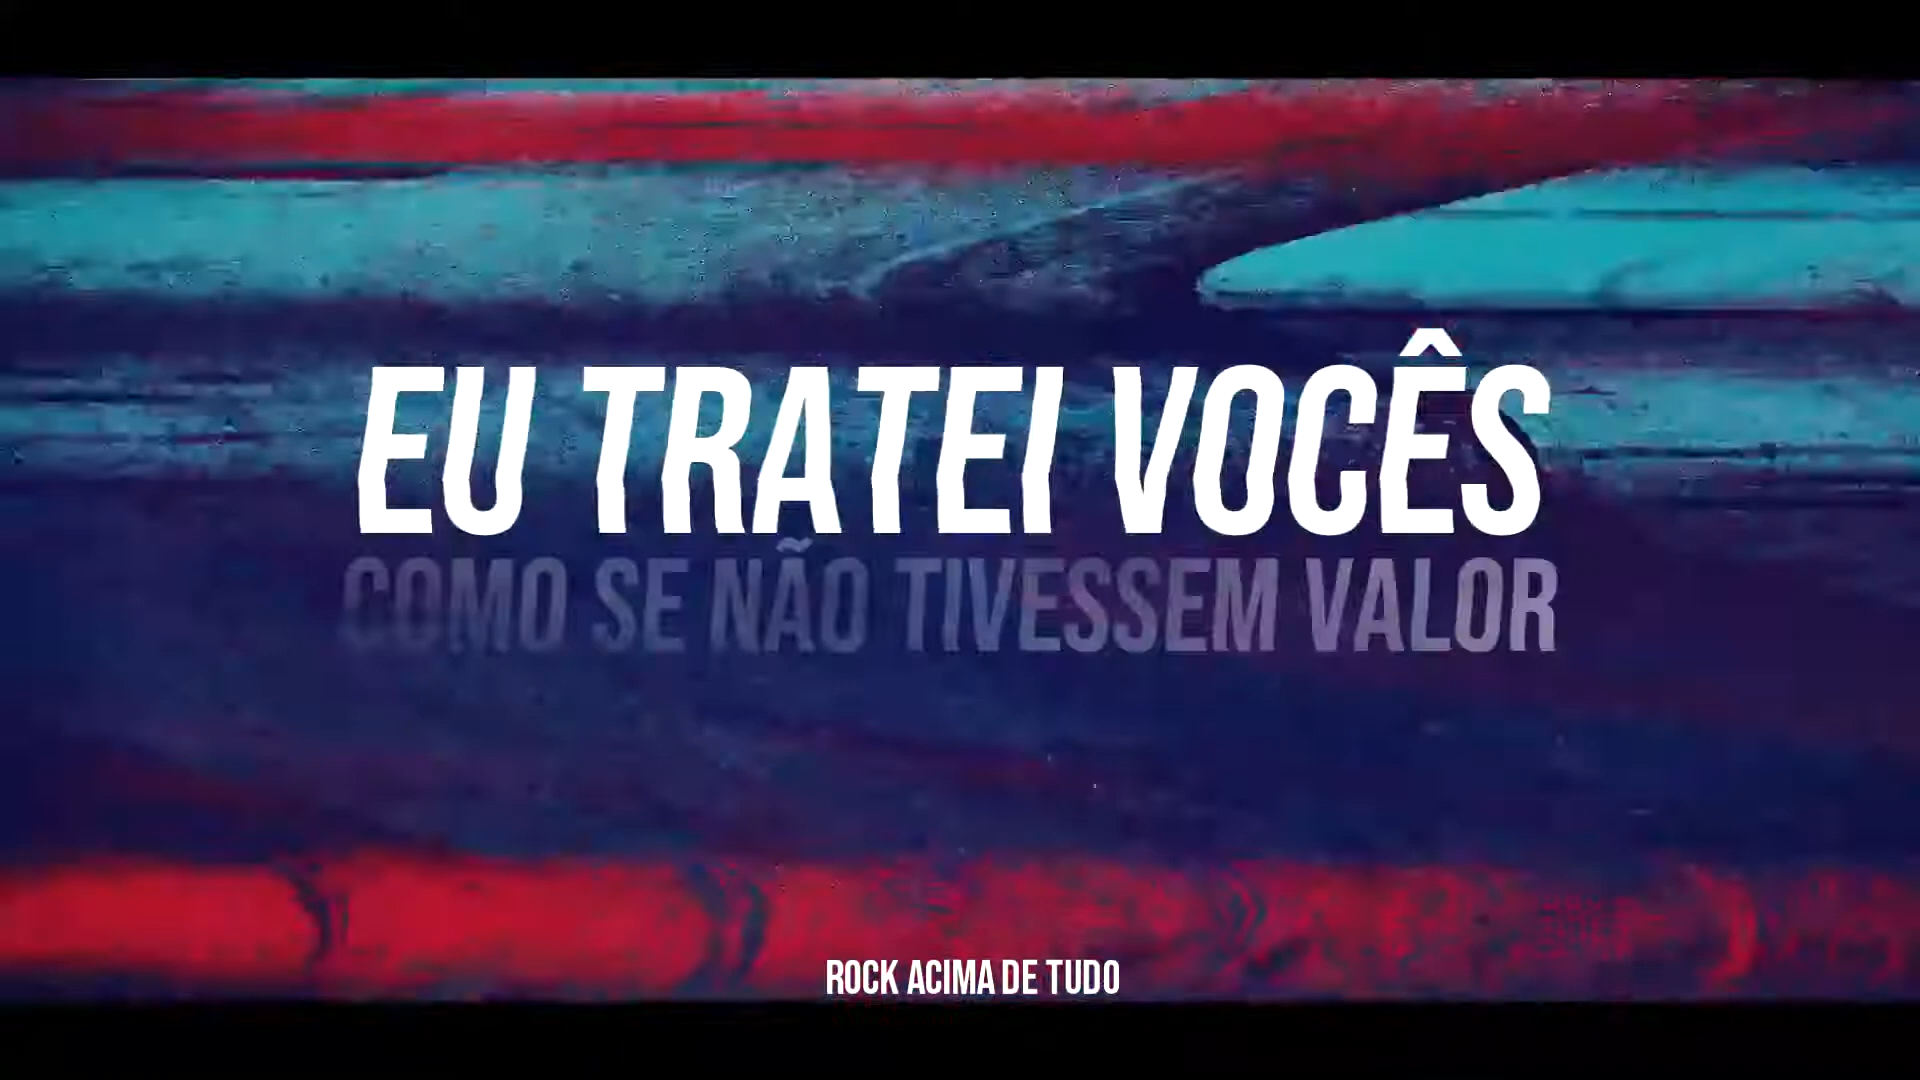 EU TRATEI VOCÊS
COMO SE NÃO TIVESSEM VALOR
ROCK ACIMA DE TUDO